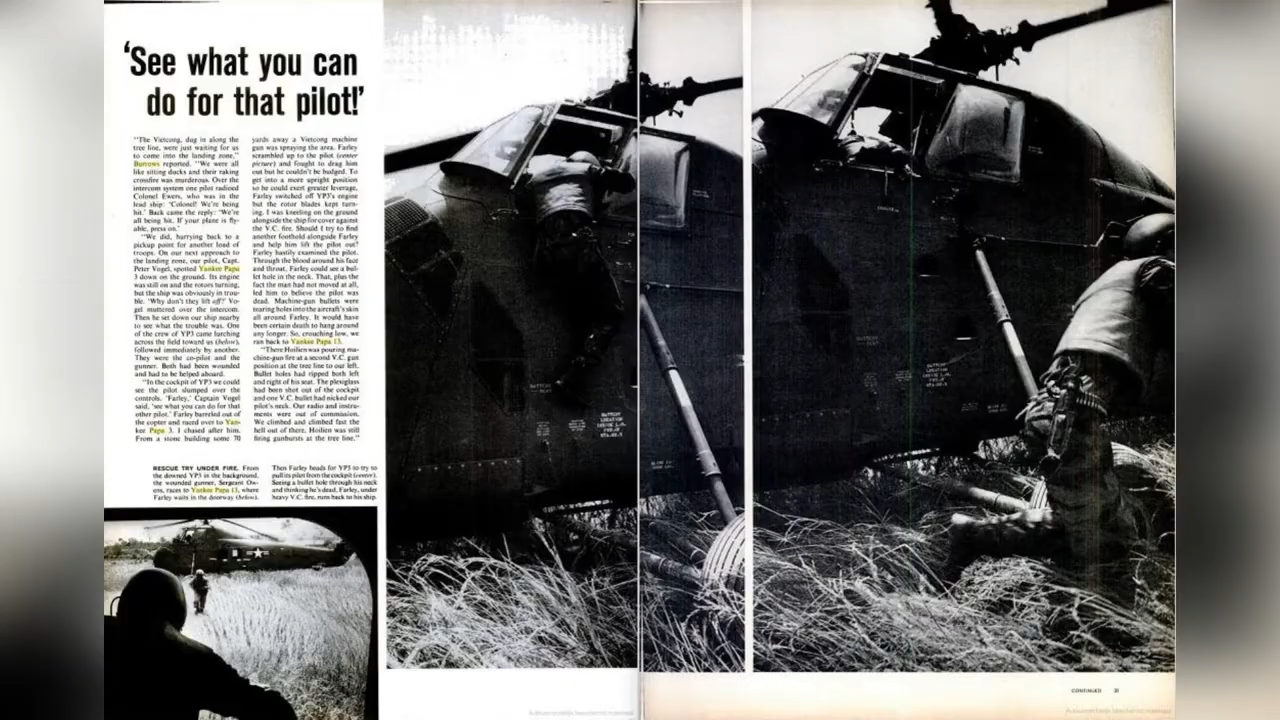 ‘See what you can
do for that pilot!’
“The Vietcong, dug in along the
tree line, were just waiting for us
to come into the landing zone,”
Burrows reported. “We were all
like sitting ducks and their raking
crossfire was murderous. Over the
intercom system one pilot radioed
Colonel Ewers, who was in the
lead ship: ‘Colonel! We're being
hit.’ Back came the reply: ‘We're
all being hit. If your plane is fly-
able, press on.’
“We did, hurrying back to a
pickup point for another load of
troops. On our next approach to
the landing zone, our pilot, Capt.
Peter Vogel, spotted Yankee Papa
3 down on the ground. Its engine
was still on and the rotors turning,
but the ship was obviously in trou-
ble. ‘Why don't they lift off?’ Vo-
gel muttered over the intercom.
Then he set down our ship nearby
to see what the trouble was. One
of the crew of YP3 came lurching
across the field toward us (below),
followed immediately by another.
They were the co-pilot and the
gunner. Both had been wounded
and had to be helped aboard.
“In the cockpit of YP3 we could
see the pilot slumped over the
controls. ‘Farley,’ Captain Vogel
said, ‘see what you can do for that
other pilot.’ Farley barreled out of
the copter and raced over to Yan-
kee Papa 3. I chased after him.
From a stone building some 70
yards away a Vietcong machine
gun was spraying the area. Farley
scrambled up to the pilot (center
picture) and fought to drag him
out but he couldn't be budged. To
get into a more upright position
so he could exert greater leverage,
Farley switched off YP3's engine
but the rotor blades kept turn-
ing. I was kneeling on the ground
alongside the ship for cover against
the V.C. fire. Should I try to find
another foothold alongside Farley
and help him lift the pilot out?
Farley hastily examined the pilot.
Through the blood around his face
and throat, Farley could see a bul-
let hole in the neck. That, plus the
fact the man had not moved at all,
led him to believe the pilot was
dead. Machine-gun bullets were
tearing holes into the aircraft's skin
all around Farley. It would have
been certain death to hang around
any longer. So, crouching low, we
ran back to Yankee Papa 13.
“There Hoilien was pouring ma-
chine-gun fire at a second V.C. gun
position at the tree line to our left.
Bullet holes had ripped both left
and right of his seat. The plexiglass
had been shot out of the cockpit
and one V.C. bullet had nicked our
pilot's neck. Our radio and instru-
ments were out of commission.
We climbed and climbed fast the
hell out of there. Hoilien was still
firing gunbursts at the tree line.”
RESCUE TRY UNDER FIRE. From
the downed YP3 in the background,
the wounded gunner, Sergeant Ow-
ens, races to Yankee Papa 13, where
Farley waits in the doorway (below).
Then Farley heads for YP3 to try to
pull its pilot from the cockpit (center).
Seeing a bullet hole through his neck
and thinking he's dead, Farley, under
heavy V.C. fire, runs back to his ship.
BATTERY
LOCATION
CONTINUED 31